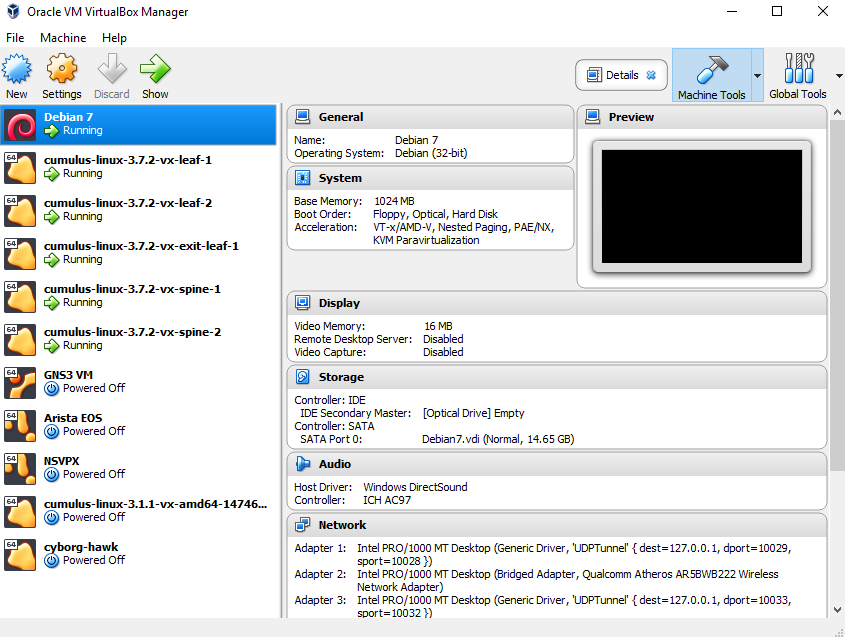 Oracle VM VirtualBox Manager
File Machine Help
New Settings Discard Show
Details Machine Tools Global Tools
Debian 7
Running
64
cumulus-linux-3.7.2-vx-leaf-1
Running
64
cumulus-linux-3.7.2-vx-leaf-2
Running
64
cumulus-linux-3.7.2-vx-exit-leaf-1
Running
64
cumulus-linux-3.7.2-vx-spine-1
Running
64
cumulus-linux-3.7.2-vx-spine-2
Running
64
GNS3 VM
Powered Off
64
Arista EOS
Powered Off
64
NSVPX
Powered Off
64
cumulus-linux-3.1.1-vx-amd64-14746...
Powered Off
64
cyborg-hawk
Powered Off
General
Name: Debian 7
Operating System: Debian (32-bit)
System
Base Memory: 1024 MB
Boot Order: Floppy, Optical, Hard Disk
Acceleration: VT-x/AMD-V, Nested Paging, PAE/NX,
KVM Paravirtualization
Preview
Display
Video Memory: 16 MB
Remote Desktop Server: Disabled
Video Capture: Disabled
Storage
Controller: IDE
IDE Secondary Master: [Optical Drive] Empty
Controller: SATA
SATA Port 0: Debian7.vdi (Normal, 14.65 GB)
Audio
Host Driver: Windows DirectSound
Controller: ICH AC97
Network
Adapter 1: Intel PRO/1000 MT Desktop (Generic Driver, 'UDPTunnel' { dest=127.0.0.1, dport=10029,
sport=10028 })
Adapter 2: Intel PRO/1000 MT Desktop (Bridged Adapter, Qualcomm Atheros AR5BWB222 Wireless
Network Adapter)
Adapter 3: Intel PRO/1000 MT Desktop (Generic Driver, 'UDPTunnel' { dest=127.0.0.1, dport=10033,
sport=10032 })